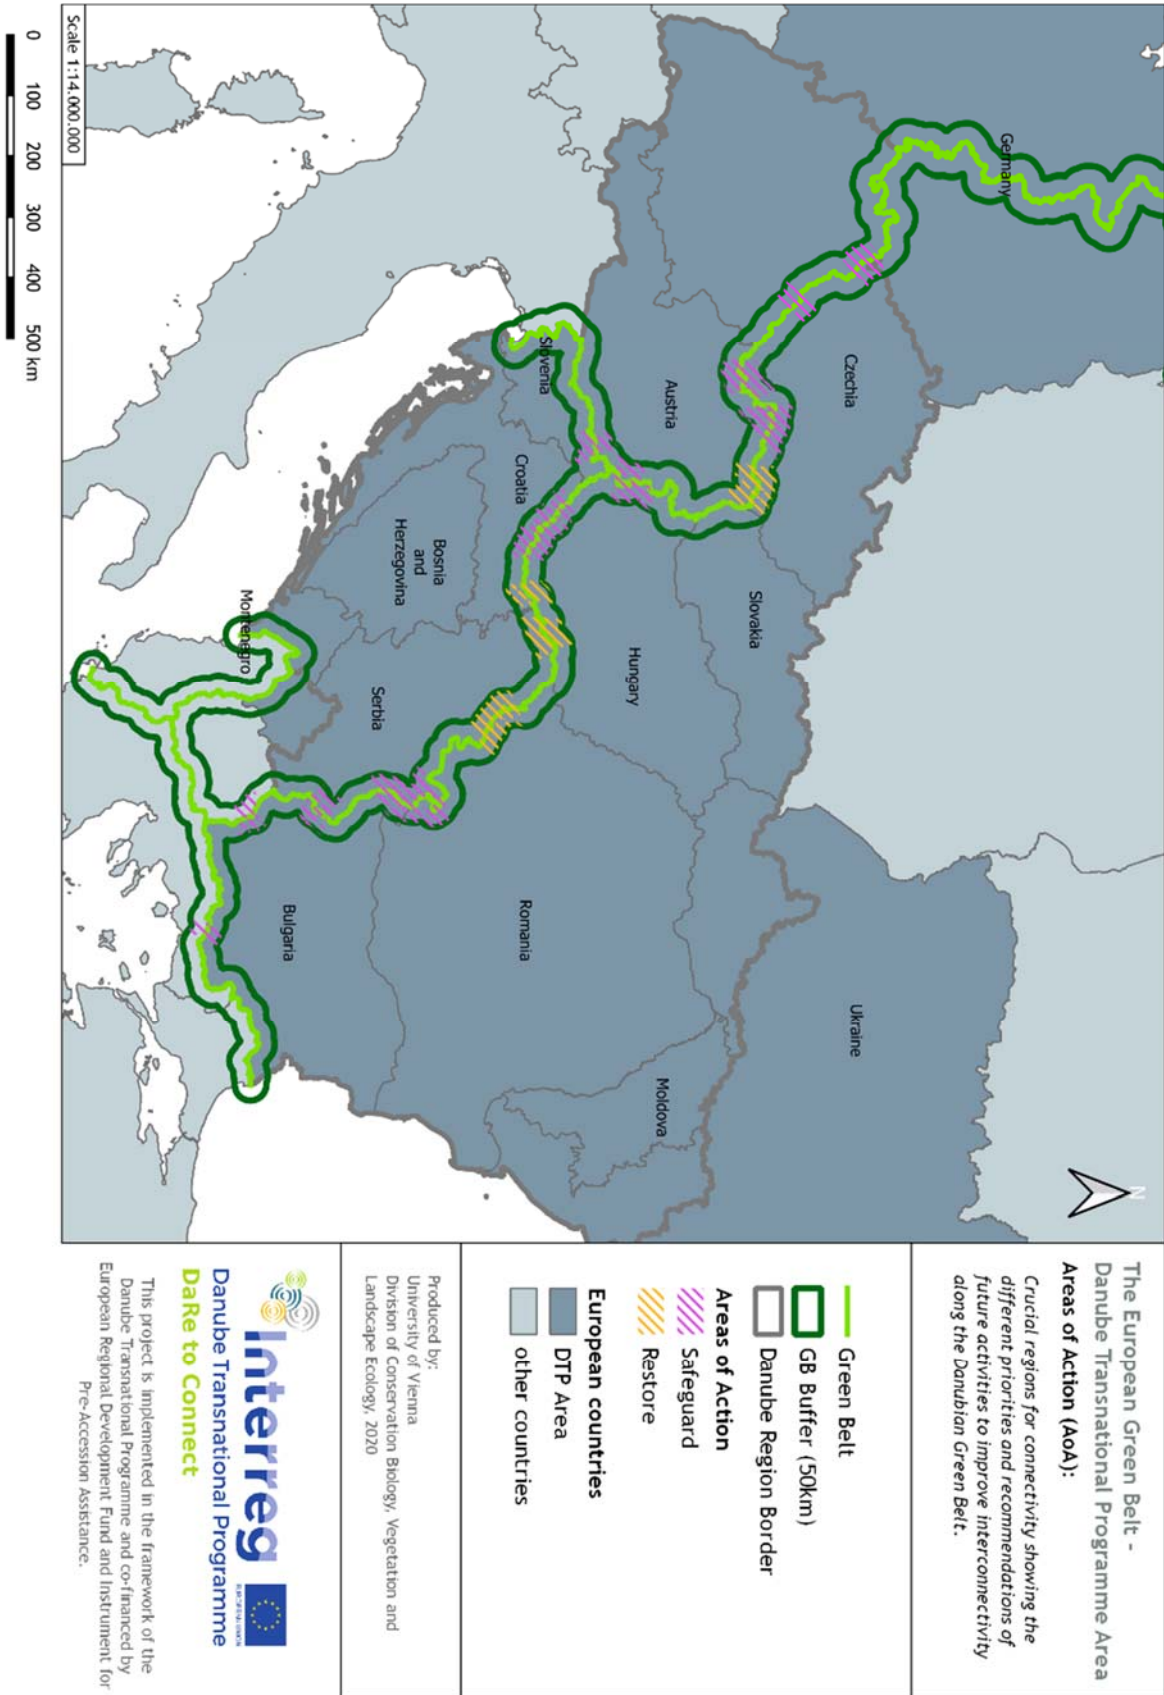 The European Green Belt -
Danube Transnational Programme Area
Areas of Action (AoA):
Crucial regions for connectivity showing the
different priorities and recommendations of
future activities to improve interconnectivity
along the Danubian Green Belt.
Green Belt
GB Buffer (50km)
Danube Region Border
Areas of Action
Safeguard
Restore
European countries
DTP Area
other countries
Produced by:
University of Vienna
Division of Conservation Biology, Vegetation and
Landscape Ecology, 2020
Interreg
EUROPEAN UNION
Danube Transnational Programme
DaRe to Connect
This project is implemented in the framework of the
Danube Transnational Programme and co-financed by
European Regional Development Fund and Instrument for
Pre-Accession Assistance.
N
Germany
Czechia
Slovakia
Ukraine
Austria
Hungary
Moldova
Slovenia
Croatia
Romania
Bosnia
and
Herzegovina
Serbia
Bulgaria
Montenegro
Scale 1:14.000.000
0 100 200 300 400 500 km